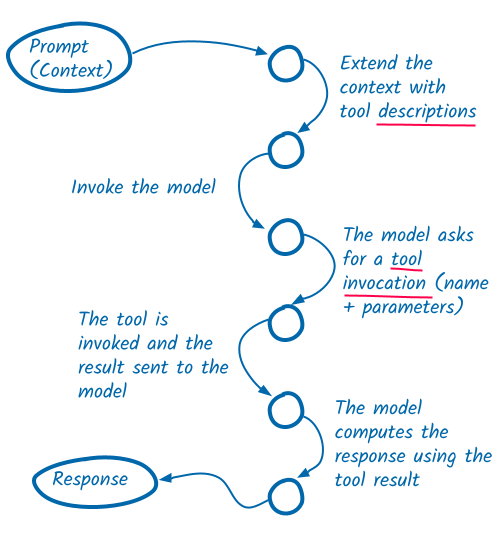 Prompt
(Context)
Extend the
context with
tool descriptions
Invoke the model
The model asks
for a tool
invocation (name
+ parameters)
The tool is
invoked and the
result sent to the
model
The model
computes the
response using the
tool result
Response